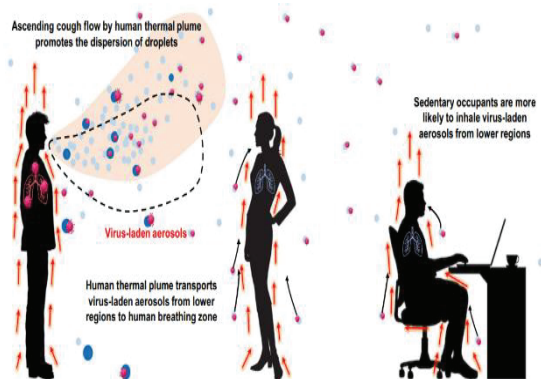 Ascending cough flow by human thermal plume
promotes the dispersion of droplets
Sedentary occupants are more
likely to inhale virus-laden
aerosols from lower regions
Virus-laden aerosols
Human thermal plume transports
virus-laden aerosols from lower
regions to human breathing zone